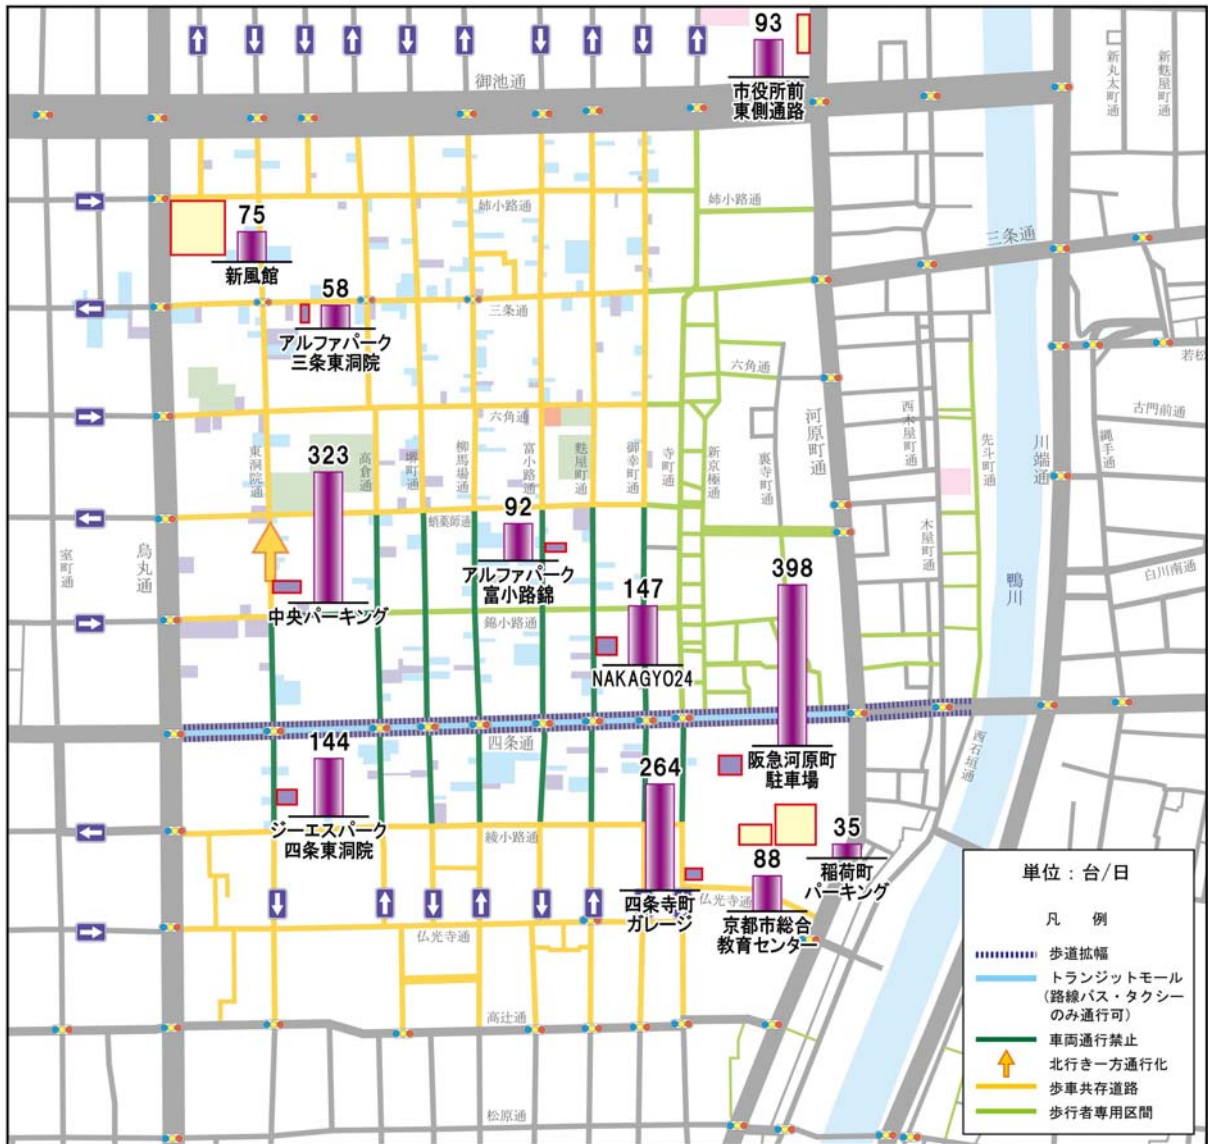 93
市役所前
東側通路
御池通
新丸太町通
新麩屋町通
姉小路通
姉小路通
三条通
75
新風館
58
アルファパーク
三条東洞院
三条通
六角通
若松
六角通
古門前通
河原町通
西木屋町通
先斗町通
川端通
縄手通
東洞院通
高倉通
堺町通
柳馬場通
富小路通
麩屋町通
御幸町通
寺町通
新京極通
裏寺町通
323
中央パーキング
蛸薬師通
92
アルファパーク
富小路錦
木屋町通
室町通
烏丸通
鴨川
白川南通
147
NAKAGYO24
398
阪急河原町
駐車場
錦小路通
四条通
西石垣通
144
ジーエスパーク
四条東洞院
264
四条寺町
ガレージ
綾小路通
35
稲荷町
パーキング
88
京都市総合
教育センター
仏光寺通
仏光寺通
高辻通
松原通
単位：台/日
凡 例
歩道拡幅
トランジットモール
（路線バス・タクシー
のみ通行可）
車両通行禁止
北行き一方通行化
歩車共存道路
歩行者専用区間